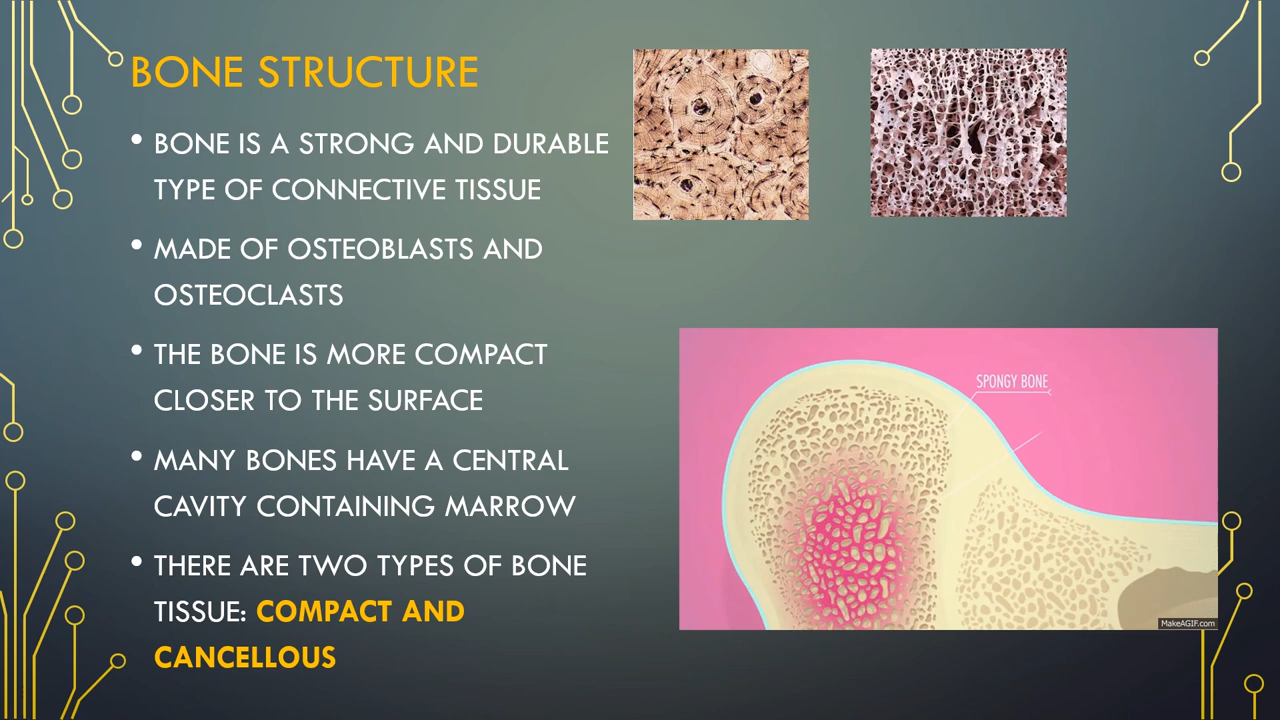 BONE STRUCTURE
• BONE IS A STRONG AND DURABLE
TYPE OF CONNECTIVE TISSUE
• MADE OF OSTEOBLASTS AND
OSTEOCLASTS
• THE BONE IS MORE COMPACT
CLOSER TO THE SURFACE
• MANY BONES HAVE A CENTRAL
CAVITY CONTAINING MARROW
• THERE ARE TWO TYPES OF BONE
TISSUE: COMPACT AND
CANCELLOUS
SPONGY BONE
MakeAGIF.com